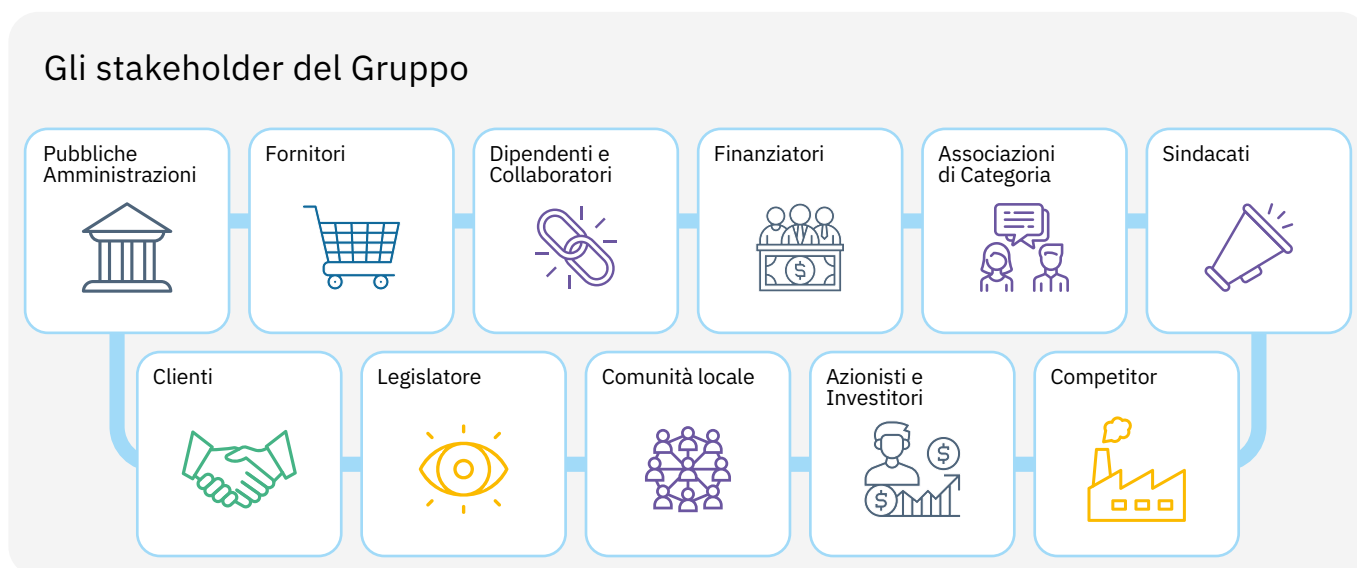 Gli stakeholder del Gruppo
Pubbliche
Amministrazioni
Fornitori
Dipendenti e
Collaboratori
Finanziatori
Associazioni
di Categoria
Sindacati
$
Clienti
Legislatore
Comunità locale
Azionisti e
Investitori
Competitor
$
$